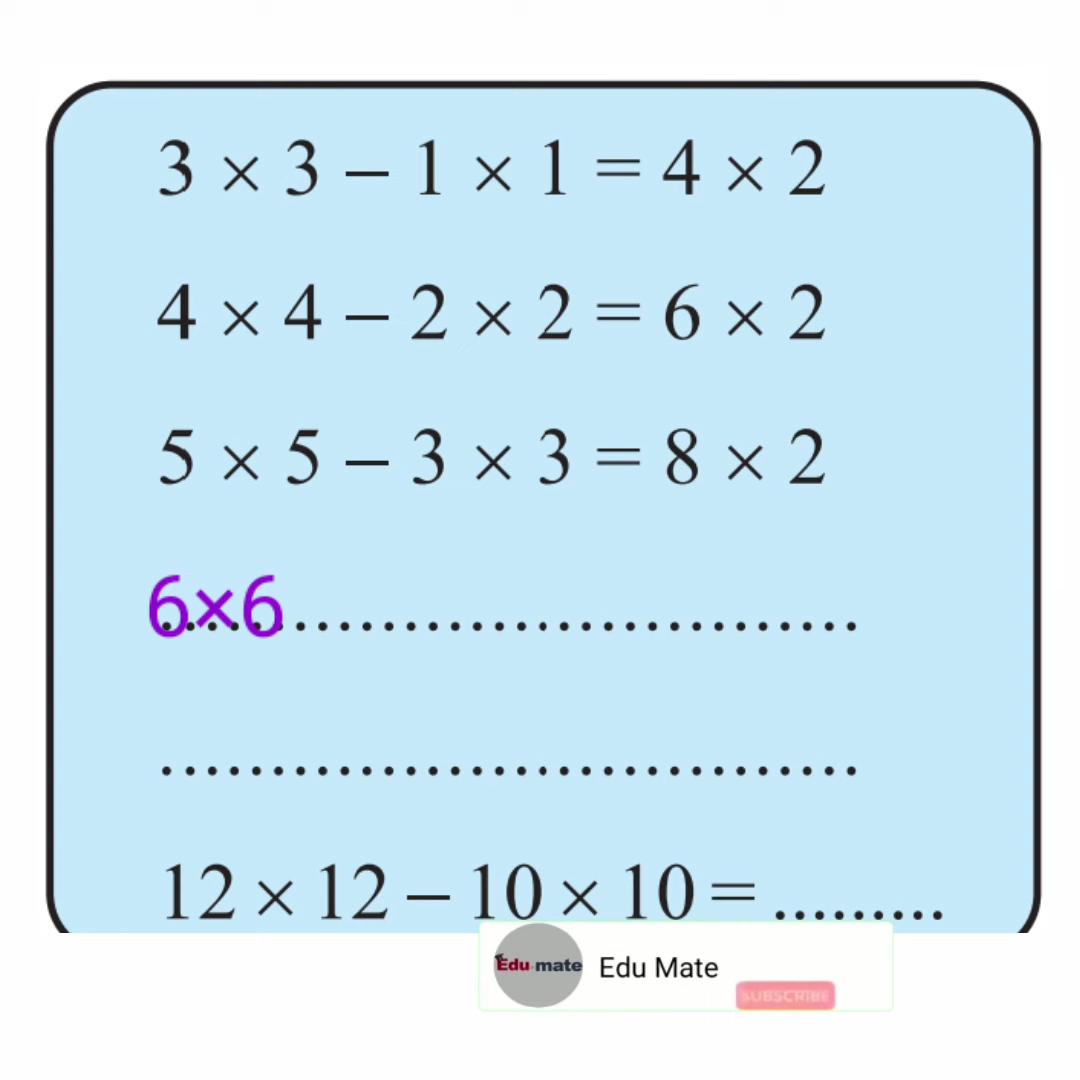 3 × 3 – 1 × 1 = 4 × 2
4 × 4 – 2 × 2 = 6 × 2
5 × 5 – 3 × 3 = 8 × 2
6×6................................
.................................
12 × 12 – 10 × 10 = .........
Edu mate Edu Mate
SUBSCRIBE